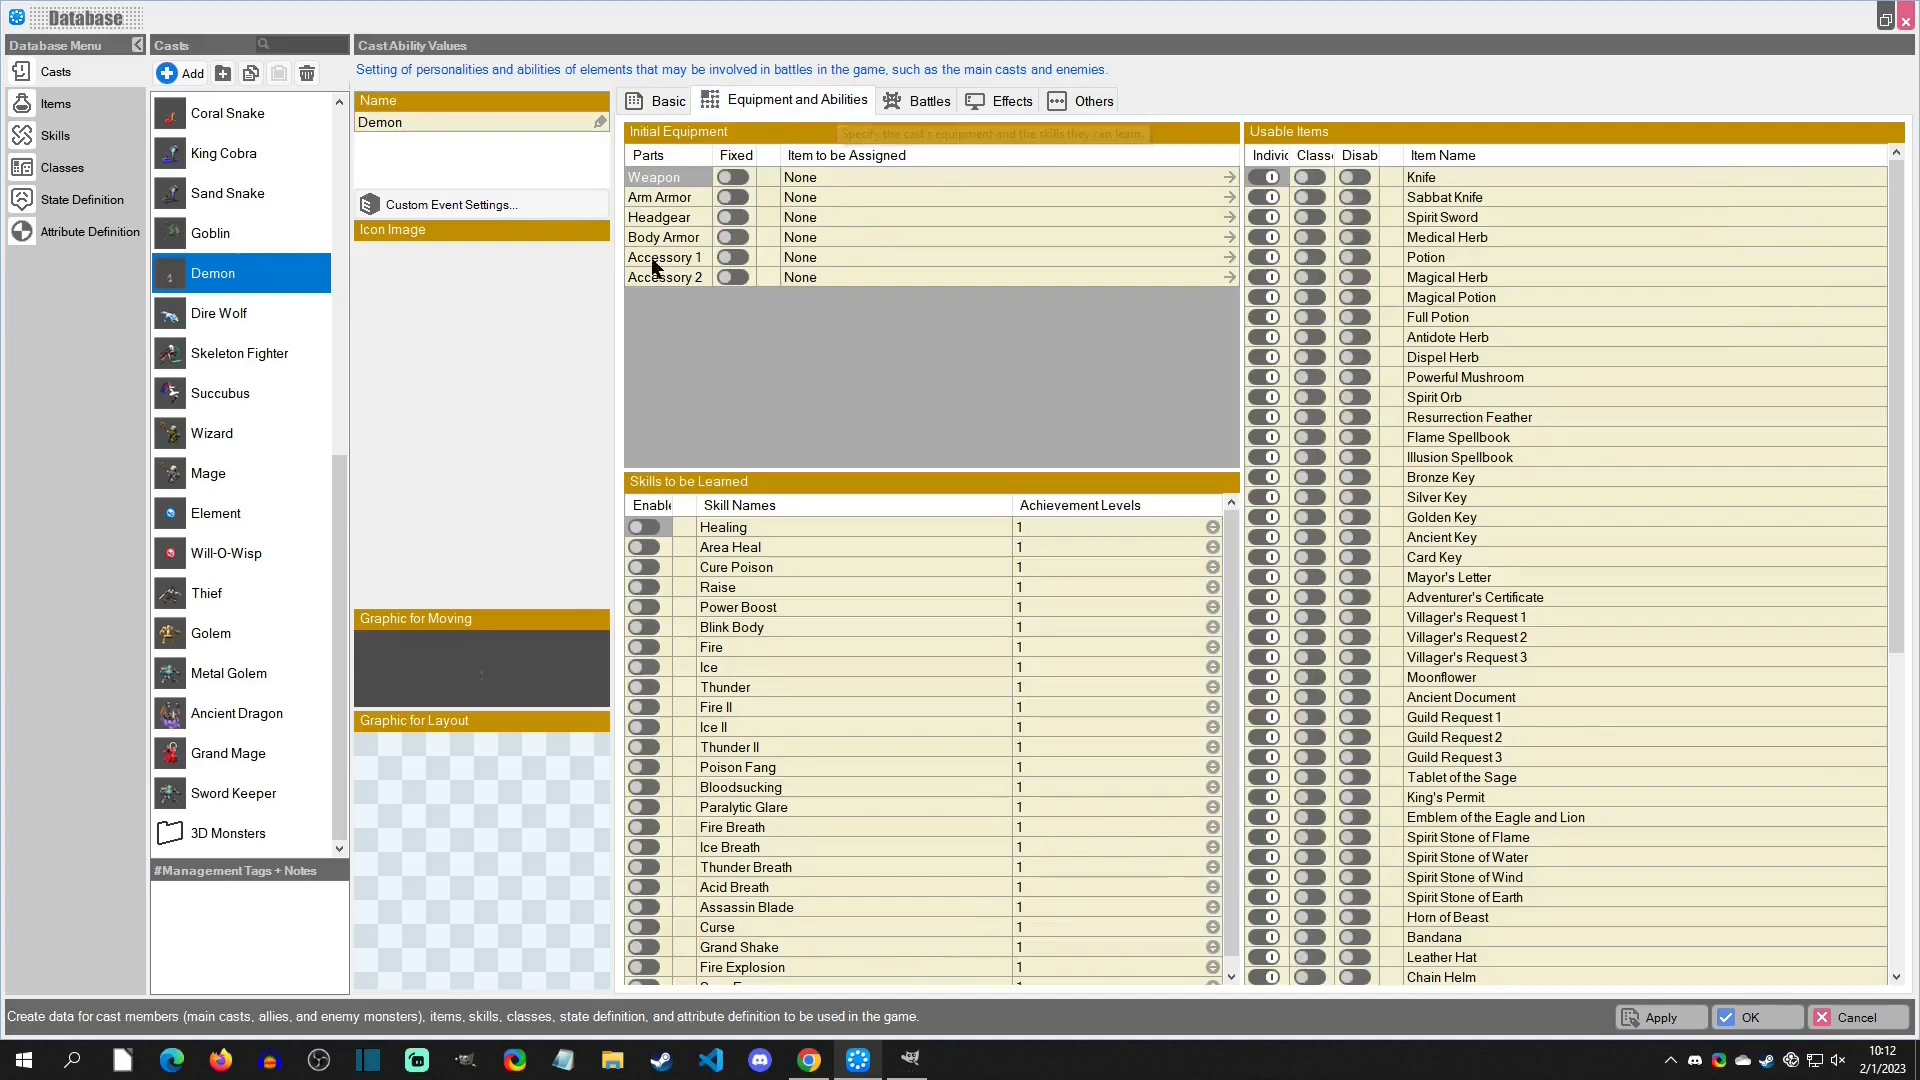 Database
Database Menu
Casts
Items
Skills
Classes
State Definition
Attribute Definition
Casts
Add
Coral Snake
King Cobra
Sand Snake
Goblin
Demon
Dire Wolf
Skeleton Fighter
Succubus
Wizard
Mage
Element
Will-O-Wisp
Thief
Golem
Metal Golem
Ancient Dragon
Grand Mage
Sword Keeper
3D Monsters
#Management Tags + Notes
Cast Ability Values
Setting of personalities and abilities of elements that may be involved in battles in the game, such as the main casts and enemies.
Name
Demon
Custom Event Settings...
Icon Image
Graphic for Moving
Graphic for Layout
Basic
Equipment and Abilities
Battles
Effects
Others
Initial Equipment
Specify the cast's equipment and the skills they can learn.
Parts Fixed Item to be Assigned
Weapon None
Arm Armor None
Headgear None
Body Armor None
Accessory 1 None
Accessory 2 None
Skills to be Learned
Enable Skill Names Achievement Levels
Healing 1
Area Heal 1
Cure Poison 1
Raise 1
Power Boost 1
Blink Body 1
Fire 1
Ice 1
Thunder 1
Fire II 1
Ice II 1
Thunder II 1
Poison Fang 1
Bloodsucking 1
Paralytic Glare 1
Fire Breath 1
Ice Breath 1
Thunder Breath 1
Acid Breath 1
Assassin Blade 1
Curse 1
Grand Shake 1
Fire Explosion 1
Usable Items
Individ Classe Disab Item Name
Knife
Sabbat Knife
Spirit Sword
Medical Herb
Potion
Magical Herb
Magical Potion
Full Potion
Antidote Herb
Dispel Herb
Powerful Mushroom
Spirit Orb
Resurrection Feather
Flame Spellbook
Illusion Spellbook
Bronze Key
Silver Key
Golden Key
Ancient Key
Card Key
Mayor's Letter
Adventurer's Certificate
Villager's Request 1
Villager's Request 2
Villager's Request 3
Moonflower
Ancient Document
Guild Request 1
Guild Request 2
Guild Request 3
Tablet of the Sage
King's Permit
Emblem of the Eagle and Lion
Spirit Stone of Flame
Spirit Stone of Water
Spirit Stone of Wind
Spirit Stone of Earth
Horn of Beast
Bandana
Leather Hat
Chain Helm
Create data for cast members (main casts, allies, and enemy monsters), items, skills, classes, state definition, and attribute definition to be used in the game.
Apply
OK
Cancel
10:12
2/1/2023